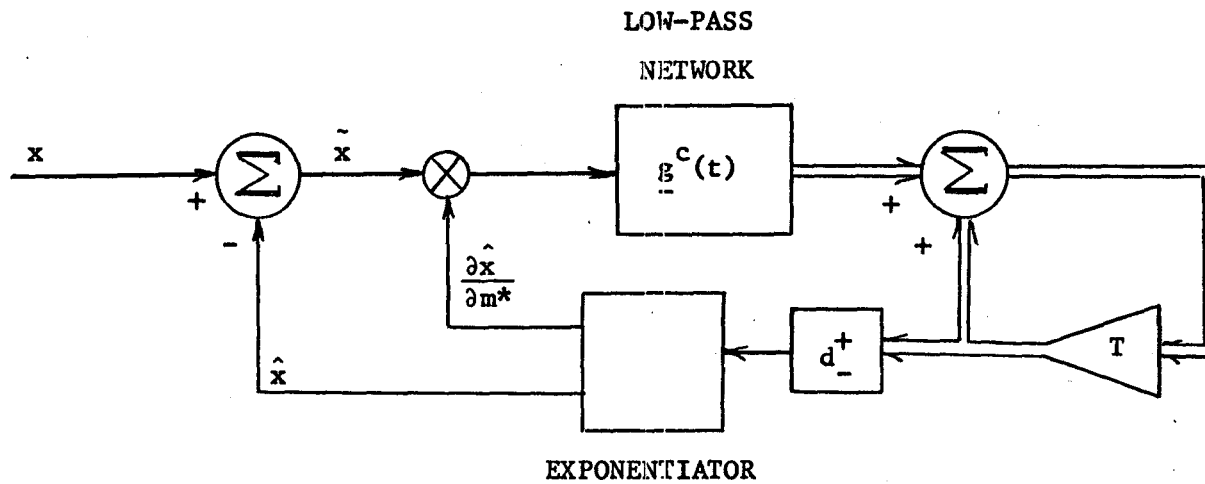 LOW-PASS
NETWORK
x
+
Σ
x̃
-
⊗
g^c(t)
+
+
Σ
∂x̂
∂m*
x̂
d^+
T
EXPONENTIATOR